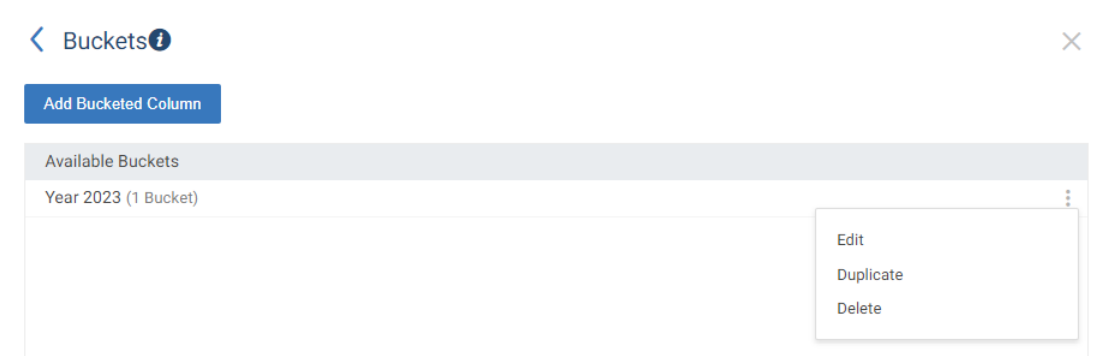 Buckets
Add Bucketed Column
Available Buckets
Year 2023 (1 Bucket)
Edit
Duplicate
Delete